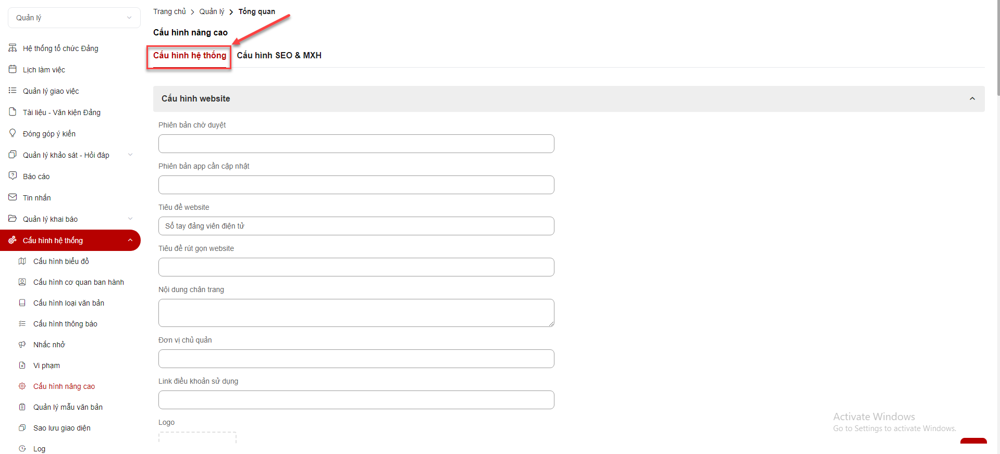 Quản lý
Hệ thống tổ chức Đảng
Lịch làm việc
Quản lý giao việc
Tài liệu - Văn kiện Đảng
Đóng góp ý kiến
Quản lý khảo sát - Hỏi đáp
Báo cáo
Tin nhắn
Quản lý khai báo
Cấu hình hệ thống
Cấu hình biểu đồ
Cấu hình cơ quan ban hành
Cấu hình loại văn bản
Cấu hình thông báo
Nhắc nhở
Vi phạm
Cấu hình nâng cao
Quản lý mẫu văn bản
Sao lưu giao diện
Log
Trang chủ > Quản lý > Tổng quan
Cấu hình nâng cao
Cấu hình hệ thống Cấu hình SEO & MXH
Cấu hình website
Phiên bản chờ duyệt
Phiên bản app cần cập nhật
Tiêu đề website
Sổ tay đảng viên điện tử
Tiêu đề rút gọn website
Nội dung chân trang
Đơn vị chủ quản
Link điều khoản sử dụng
Logo
Activate Windows
Go to Settings to activate Windows.